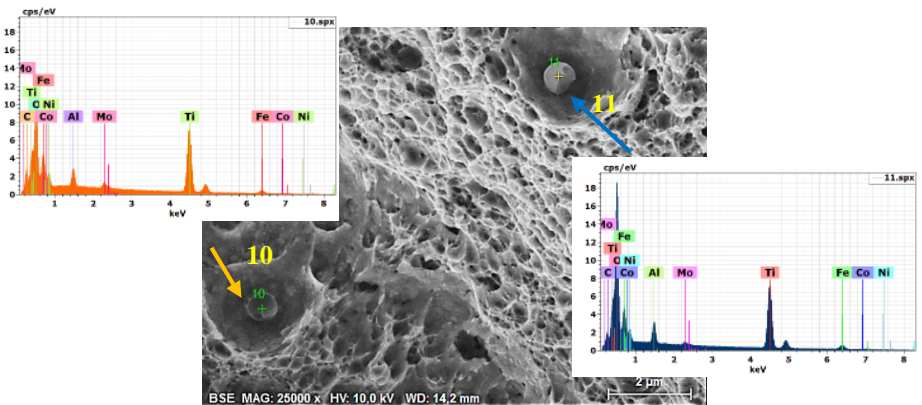 cps/eV
10.spx
18
16
14
12
10
8
6
4
2
0
Mo
Fe
Ti
O Ni
C Co Al Mo Ti Fe Co Ni
1 2 3 4 5 6 7 8
keV
11
11
10
10
cps/eV
11.spx
18
16
14
12
10
8
6
4
2
0
Mo
Fe
Ti
O Ni
C Co Al Mo Ti Fe Co Ni
1 2 3 4 5 6 7 8
keV
BSE MAG: 25000 x HV: 10,0 kV WD: 14,2 mm
2 µm